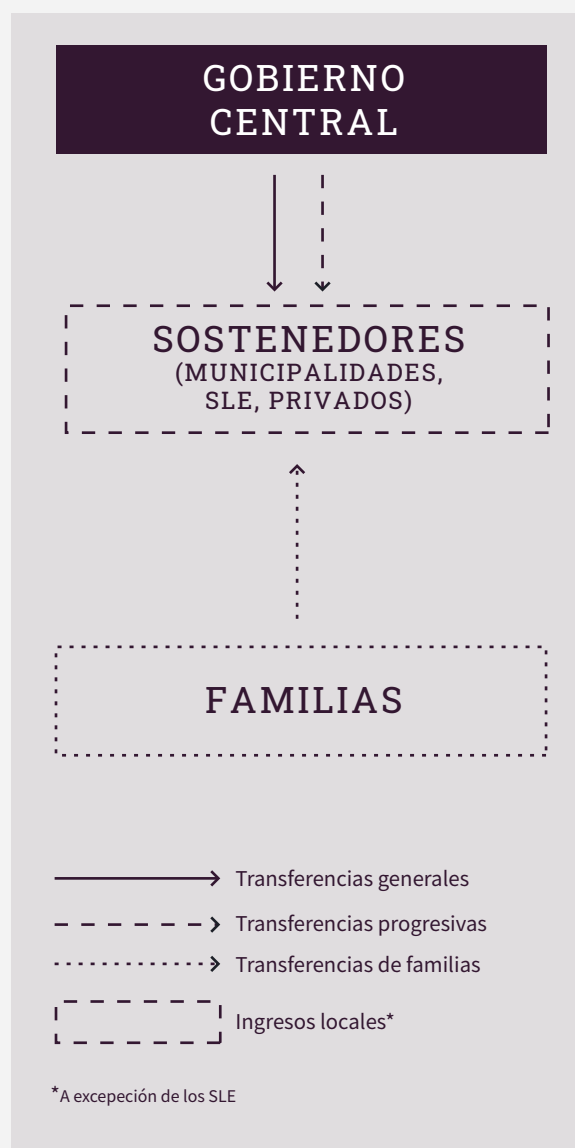 GOBIERNO
CENTRAL
SOSTENEDORES
(MUNICIPALIDADES,
SLE, PRIVADOS)
FAMILIAS
Transferencias generales
Transferencias progresivas
Transferencias de familias
Ingresos locales*
*A excepeción de los SLE